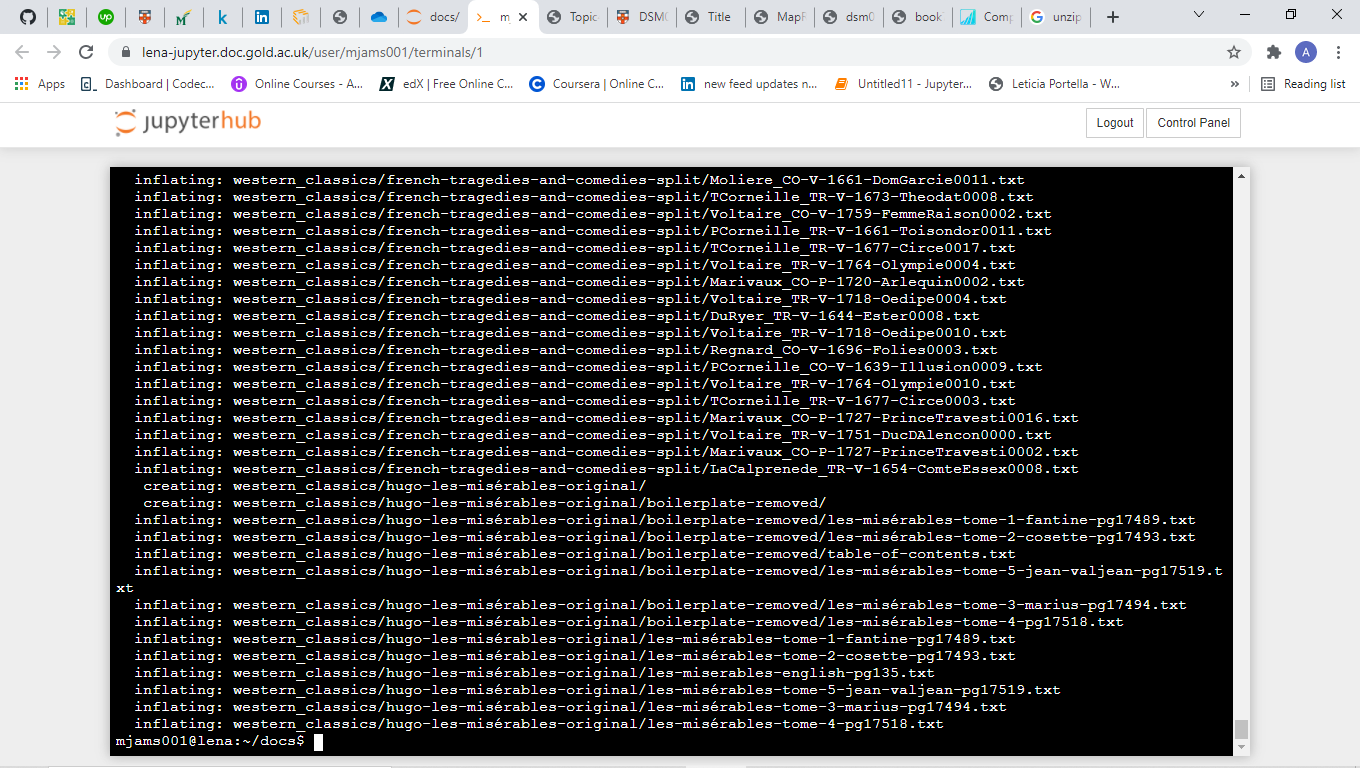 docs/
m
Topic
DSM
Title
MapR
dsm0
book
Comp
unzip
lena-jupyter.doc.gold.ac.uk/user/mjams001/terminals/1
A
Apps
Dashboard | Codec...
Online Courses - A...
edX | Free Online C...
Coursera | Online C...
new feed updates n...
Untitled11 - Jupyter...
Leticia Portella - W...
»
Reading list
jupyterhub
Logout
Control Panel
inflating: western_classics/french-tragedies-and-comedies-split/Moliere_CO-V-1661-DomGarcie0011.txt
inflating: western_classics/french-tragedies-and-comedies-split/TCorneille_TR-V-1673-Theodat0008.txt
inflating: western_classics/french-tragedies-and-comedies-split/Voltaire_CO-V-1759-FemmeRaison0002.txt
inflating: western_classics/french-tragedies-and-comedies-split/PCorneille_TR-V-1661-Toisondor0011.txt
inflating: western_classics/french-tragedies-and-comedies-split/TCorneille_TR-V-1677-Circe0017.txt
inflating: western_classics/french-tragedies-and-comedies-split/Voltaire_TR-V-1764-Olympie0004.txt
inflating: western_classics/french-tragedies-and-comedies-split/Marivaux_CO-P-1720-Arlequin0002.txt
inflating: western_classics/french-tragedies-and-comedies-split/Voltaire_TR-V-1718-Oedipe0004.txt
inflating: western_classics/french-tragedies-and-comedies-split/DuRyer_TR-V-1644-Ester0008.txt
inflating: western_classics/french-tragedies-and-comedies-split/Voltaire_TR-V-1718-Oedipe0010.txt
inflating: western_classics/french-tragedies-and-comedies-split/Regnard_CO-V-1696-Folies0003.txt
inflating: western_classics/french-tragedies-and-comedies-split/PCorneille_CO-V-1639-Illusion0009.txt
inflating: western_classics/french-tragedies-and-comedies-split/Voltaire_TR-V-1764-Olympie0010.txt
inflating: western_classics/french-tragedies-and-comedies-split/TCorneille_TR-V-1677-Circe0003.txt
inflating: western_classics/french-tragedies-and-comedies-split/Marivaux_CO-P-1727-PrinceTravesti0016.txt
inflating: western_classics/french-tragedies-and-comedies-split/Voltaire_TR-V-1751-DucDAlencon0000.txt
inflating: western_classics/french-tragedies-and-comedies-split/Marivaux_CO-P-1727-PrinceTravesti0002.txt
inflating: western_classics/french-tragedies-and-comedies-split/LaCalprenede_TR-V-1654-ComteEssex0008.txt
creating: western_classics/hugo-les-misérables-original/
creating: western_classics/hugo-les-misérables-original/boilerplate-removed/
inflating: western_classics/hugo-les-misérables-original/boilerplate-removed/les-misérables-tome-1-fantine-pg17489.txt
inflating: western_classics/hugo-les-misérables-original/boilerplate-removed/les-misérables-tome-2-cosette-pg17493.txt
inflating: western_classics/hugo-les-misérables-original/boilerplate-removed/table-of-contents.txt
inflating: western_classics/hugo-les-misérables-original/boilerplate-removed/les-misérables-tome-5-jean-valjean-pg17519.t
xt
inflating: western_classics/hugo-les-misérables-original/boilerplate-removed/les-misérables-tome-3-marius-pg17494.txt
inflating: western_classics/hugo-les-misérables-original/boilerplate-removed/les-misérables-tome-4-pg17518.txt
inflating: western_classics/hugo-les-misérables-original/les-misérables-tome-1-fantine-pg17489.txt
inflating: western_classics/hugo-les-misérables-original/les-misérables-tome-2-cosette-pg17493.txt
inflating: western_classics/hugo-les-misérables-original/les-miserables-english-pg135.txt
inflating: western_classics/hugo-les-misérables-original/les-misérables-tome-5-jean-valjean-pg17519.txt
inflating: western_classics/hugo-les-misérables-original/les-misérables-tome-3-marius-pg17494.txt
inflating: western_classics/hugo-les-misérables-original/les-misérables-tome-4-pg17518.txt
mjams001@lena:~/docs$